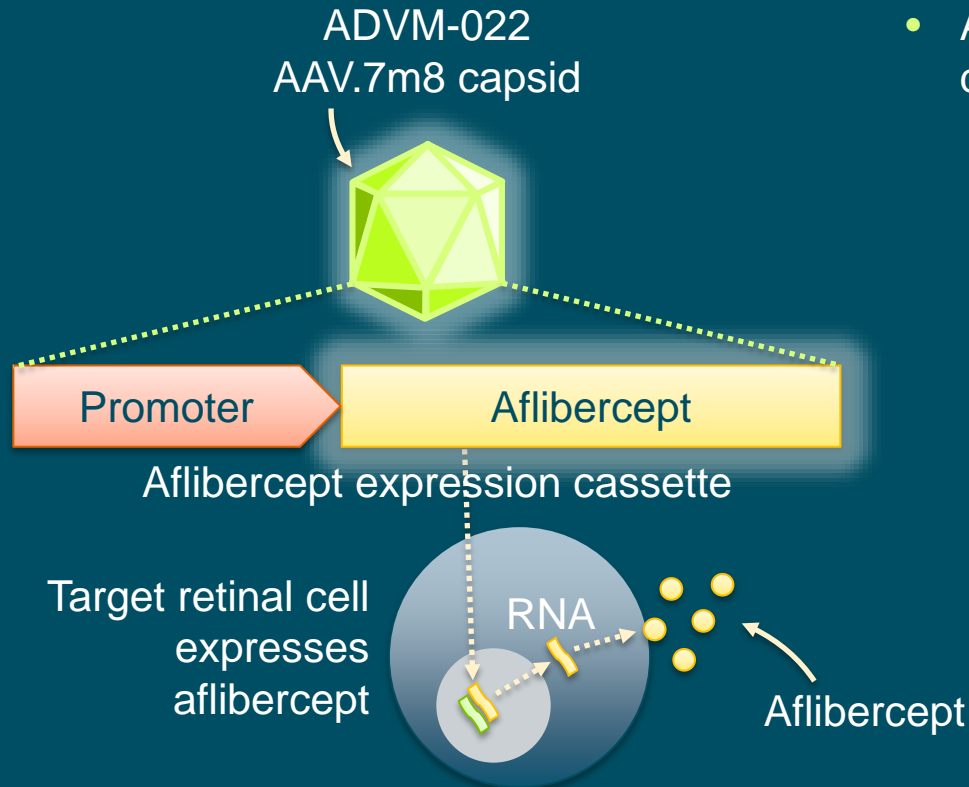 ADVM-022
AAV.7m8 capsid
Promoter
Aflibercept
Aflibercept expression cassette
Target retinal cell
expresses
aflibercept
RNA
Aflibercept